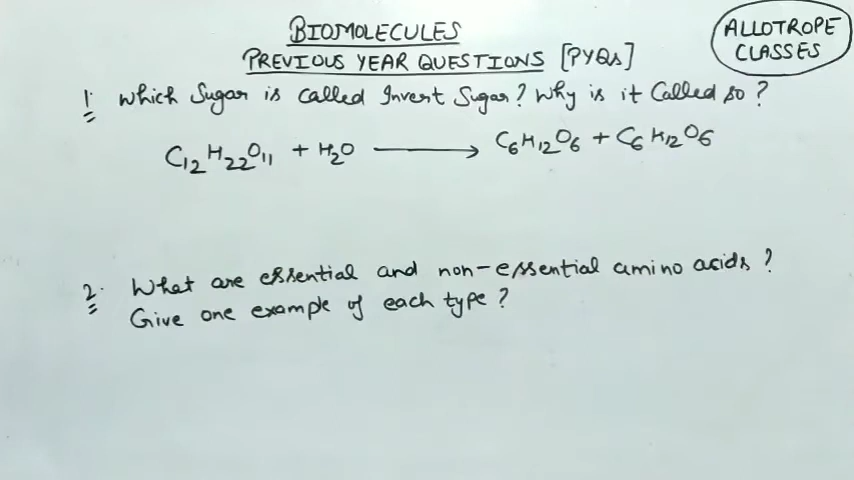 BIOMOLECULES
PREVIOUS YEAR QUESTIONS [PYQs]
ALLOTROPE
CLASSES
1. Which Sugar is called Invert Sugar? Why is it Called so?
C12H22O11 + H2O ⟶ C6H12O6 + C6H12O6
2. What are essential and non-essential amino acids?
Give one example of each type?